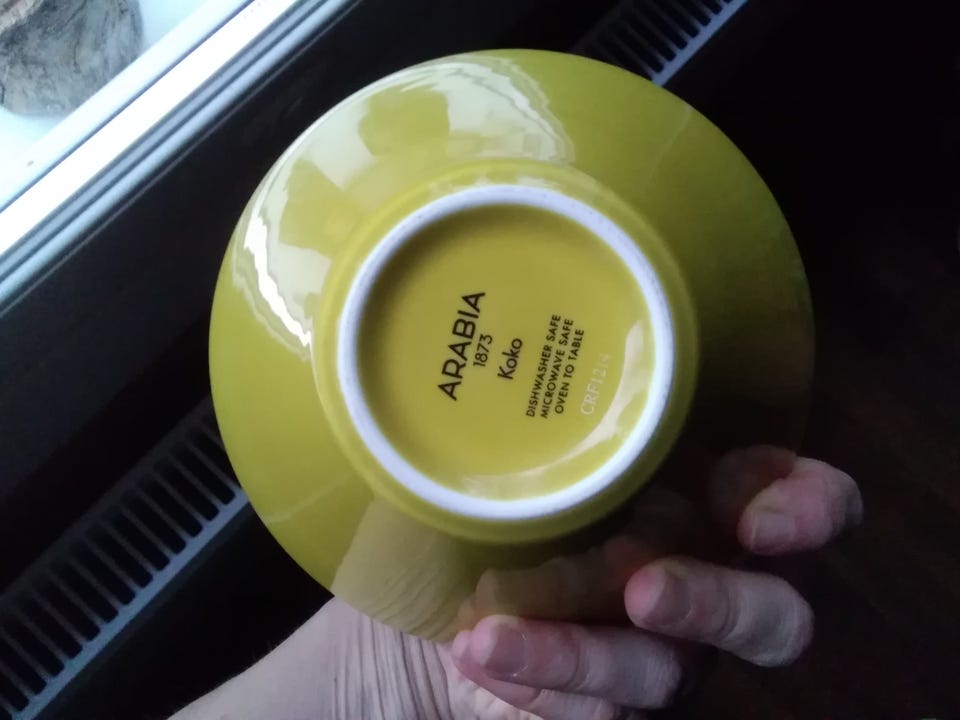 ARABIA
1873
Koko
DISHWASHER SAFE
MICROWAVE SAFE
OVEN TO TABLE
CRF1214